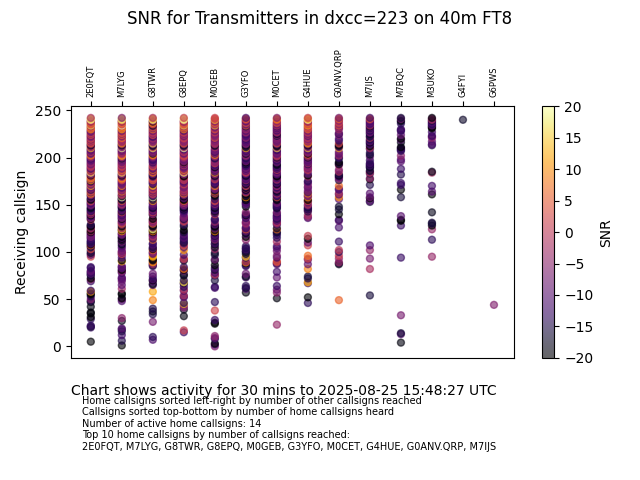 SNR for Transmitters in dxcc=223 on 40m FT8
2E0FQT
M7LYG
G8TWR
G8EPQ
M0GEB
G3YFO
M0CET
G4HUE
G0ANV.QRP
M7IJS
M7BQC
M3UKO
G4FYI
G6PWS
250
200
150
100
50
0
Receiving callsign
20
15
10
5
0
−5
−10
−15
−20
SNR
Chart shows activity for 30 mins to 2025-08-25 15:48:27 UTC
Home callsigns sorted left-right by number of other callsigns reached
Callsigns sorted top-bottom by number of home callsigns heard
Number of active home callsigns: 14
Top 10 home callsigns by number of callsigns reached:
2E0FQT, M7LYG, G8TWR, G8EPQ, M0GEB, G3YFO, M0CET, G4HUE, G0ANV.QRP, M7IJS